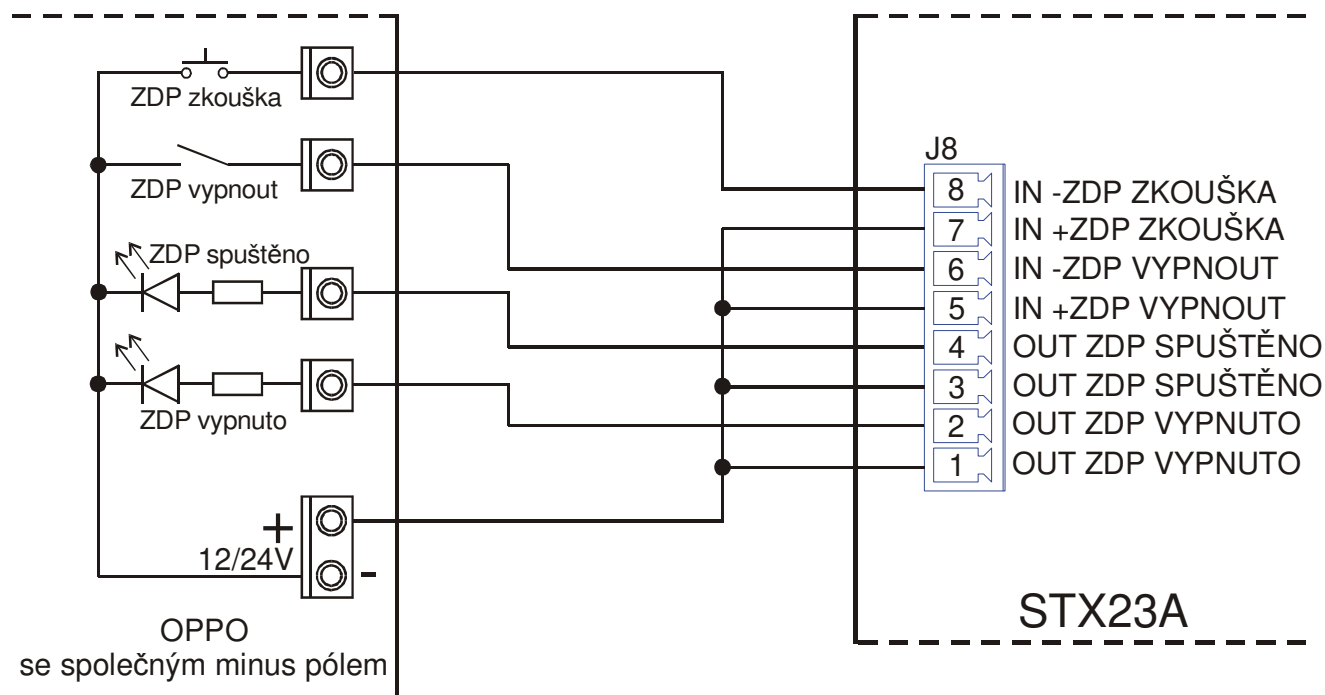 ZDP zkouška
ZDP vypnout
ZDP spuštěno
ZDP vypnuto
+
12/24V
-
OPPO
se společným minus pólem
J8
8 IN -ZDP ZKOUŠKA
7 IN +ZDP ZKOUŠKA
6 IN -ZDP VYPNOUT
5 IN +ZDP VYPNOUT
4 OUT ZDP SPUŠTĚNO
3 OUT ZDP SPUŠTĚNO
2 OUT ZDP VYPNUTO
1 OUT ZDP VYPNUTO
STX23A